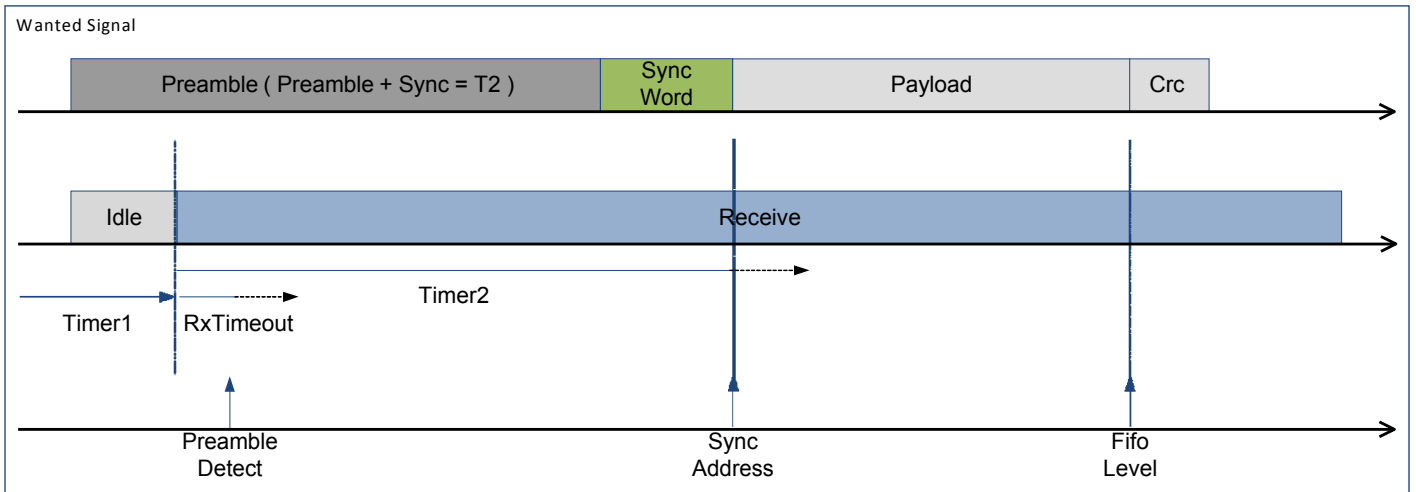 Wanted Signal
Preamble ( Preamble + Sync = T2 )
Sync
Word
Payload
Crc
Idle
Receive
Timer2
Timer1
RxTimeout
Preamble
Detect
Sync
Address
Fifo
Level